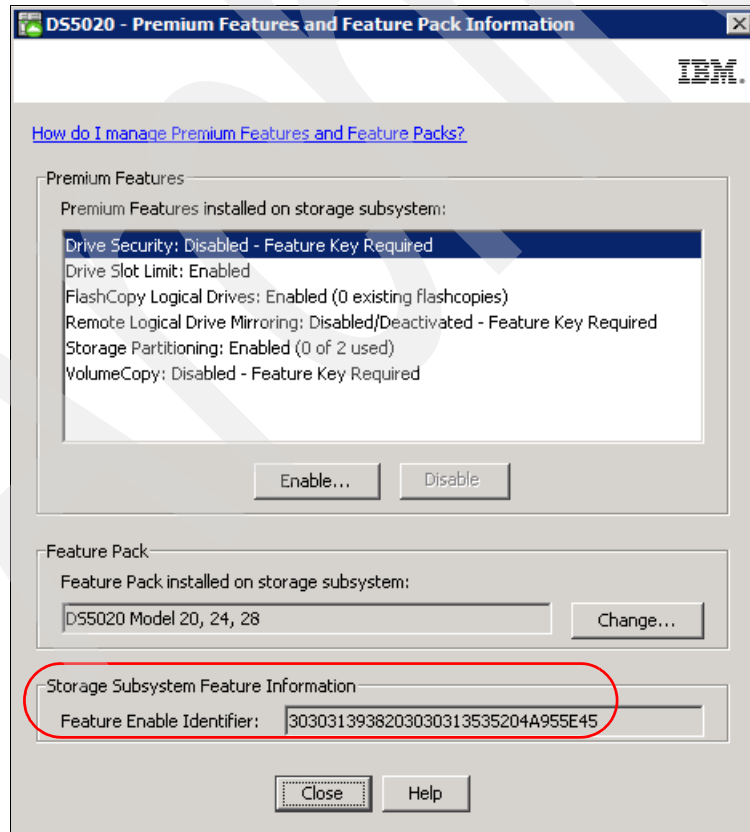 DS5020 - Premium Features and Feature Pack Information
IBM.
How do I manage Premium Features and Feature Packs?
Premium Features
Premium Features installed on storage subsystem:
Drive Security: Disabled - Feature Key Required
Drive Slot Limit: Enabled
FlashCopy Logical Drives: Enabled (0 existing flashcopies)
Remote Logical Drive Mirroring: Disabled/Deactivated - Feature Key Required
Storage Partitioning: Enabled (0 of 2 used)
VolumeCopy: Disabled - Feature Key Required
Enable... Disable
Feature Pack
Feature Pack installed on storage subsystem:
DS5020 Model 20, 24, 28 Change...
Storage Subsystem Feature Information
Feature Enable Identifier: 3030313938203030313535204A955E45
Close Help